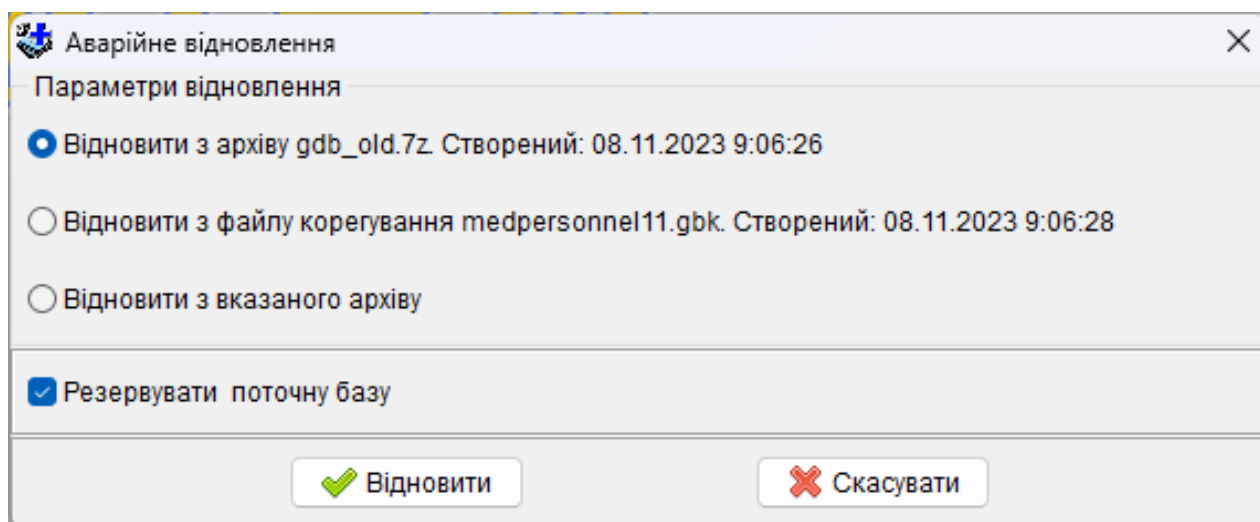 Аварійне відновлення
Параметри відновлення
Відновити з архіву gdb_old.7z. Створений: 08.11.2023 9:06:26
Відновити з файлу корегування medpersonnel11.gbk. Створений: 08.11.2023 9:06:28
Відновити з вказаного архіву
Резервувати поточну базу
Відновити
Скасувати